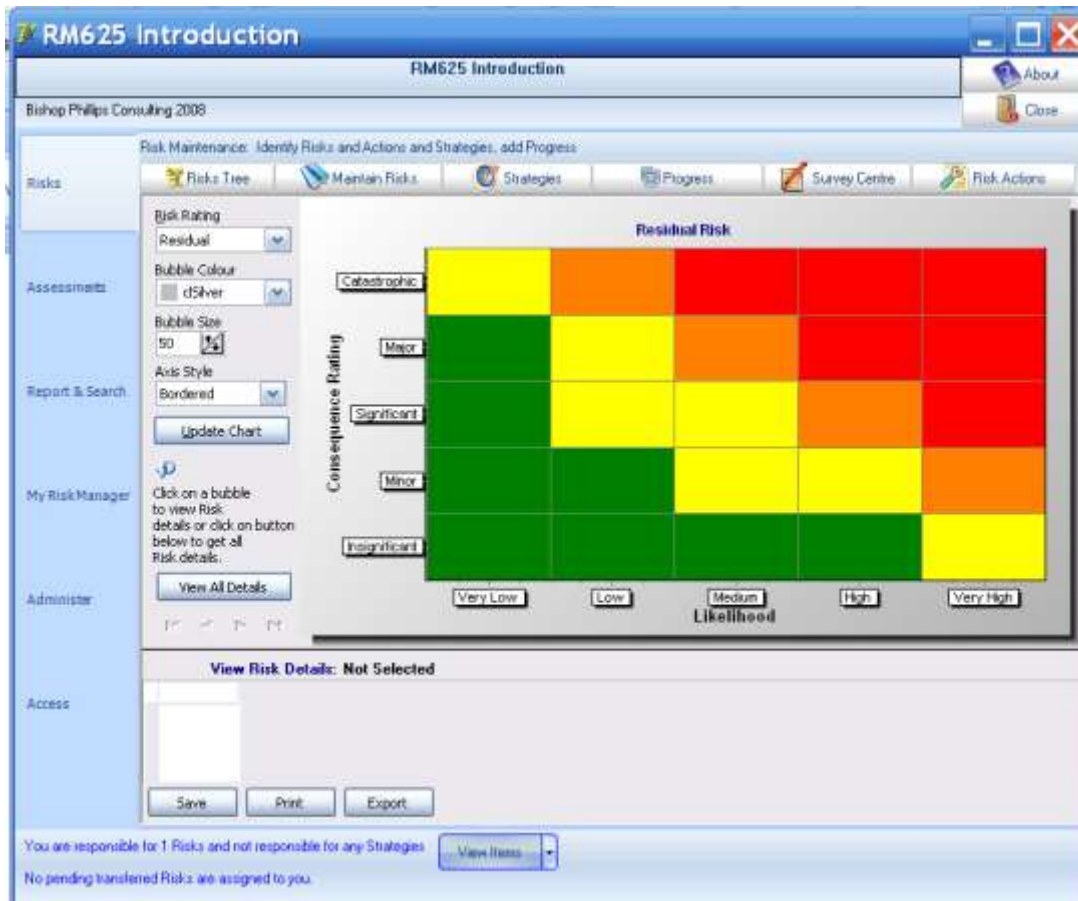 RM625 Introduction
RM625 Introduction
About
Bishop Phillips Consulting 2008
Close
Risk Maintenance: Identify Risks and Actions and Strategies, add Progress
Risks
Risks Tree
Maintain Risks
Strategies
Progress
Survey Centre
Risk Actions
Risk Rating
Residual
Bubble Colour
clSilver
Bubble Size
50
Axis Style
Bordered
Update Chart
Click on a bubble
to view Risk
details or click on button
below to get all
Risk details.
View All Details
Assessments
Report & Search
My RiskManager
Administer
Access
Residual Risk
Consequence Rating
Catastrophic
Major
Significant
Minor
Insignificant
Very Low
Low
Medium
High
Very High
Likelihood
View Risk Details: Not Selected
Save
Print
Export
You are responsible for 1 Risks and not responsible for any Strategies
View Items
No pending transferred Risks are assigned to you.